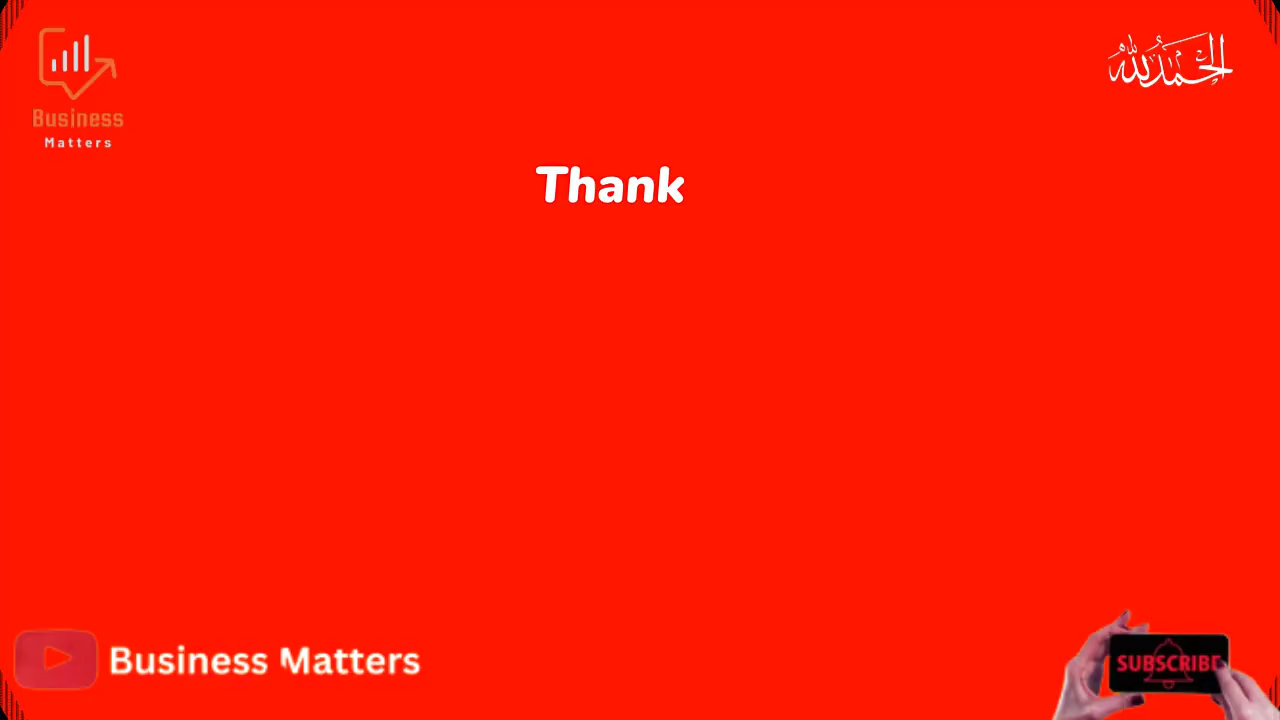 Business
Matters
الحمد لله
Thank
Business Matters
SUBSCRIBE